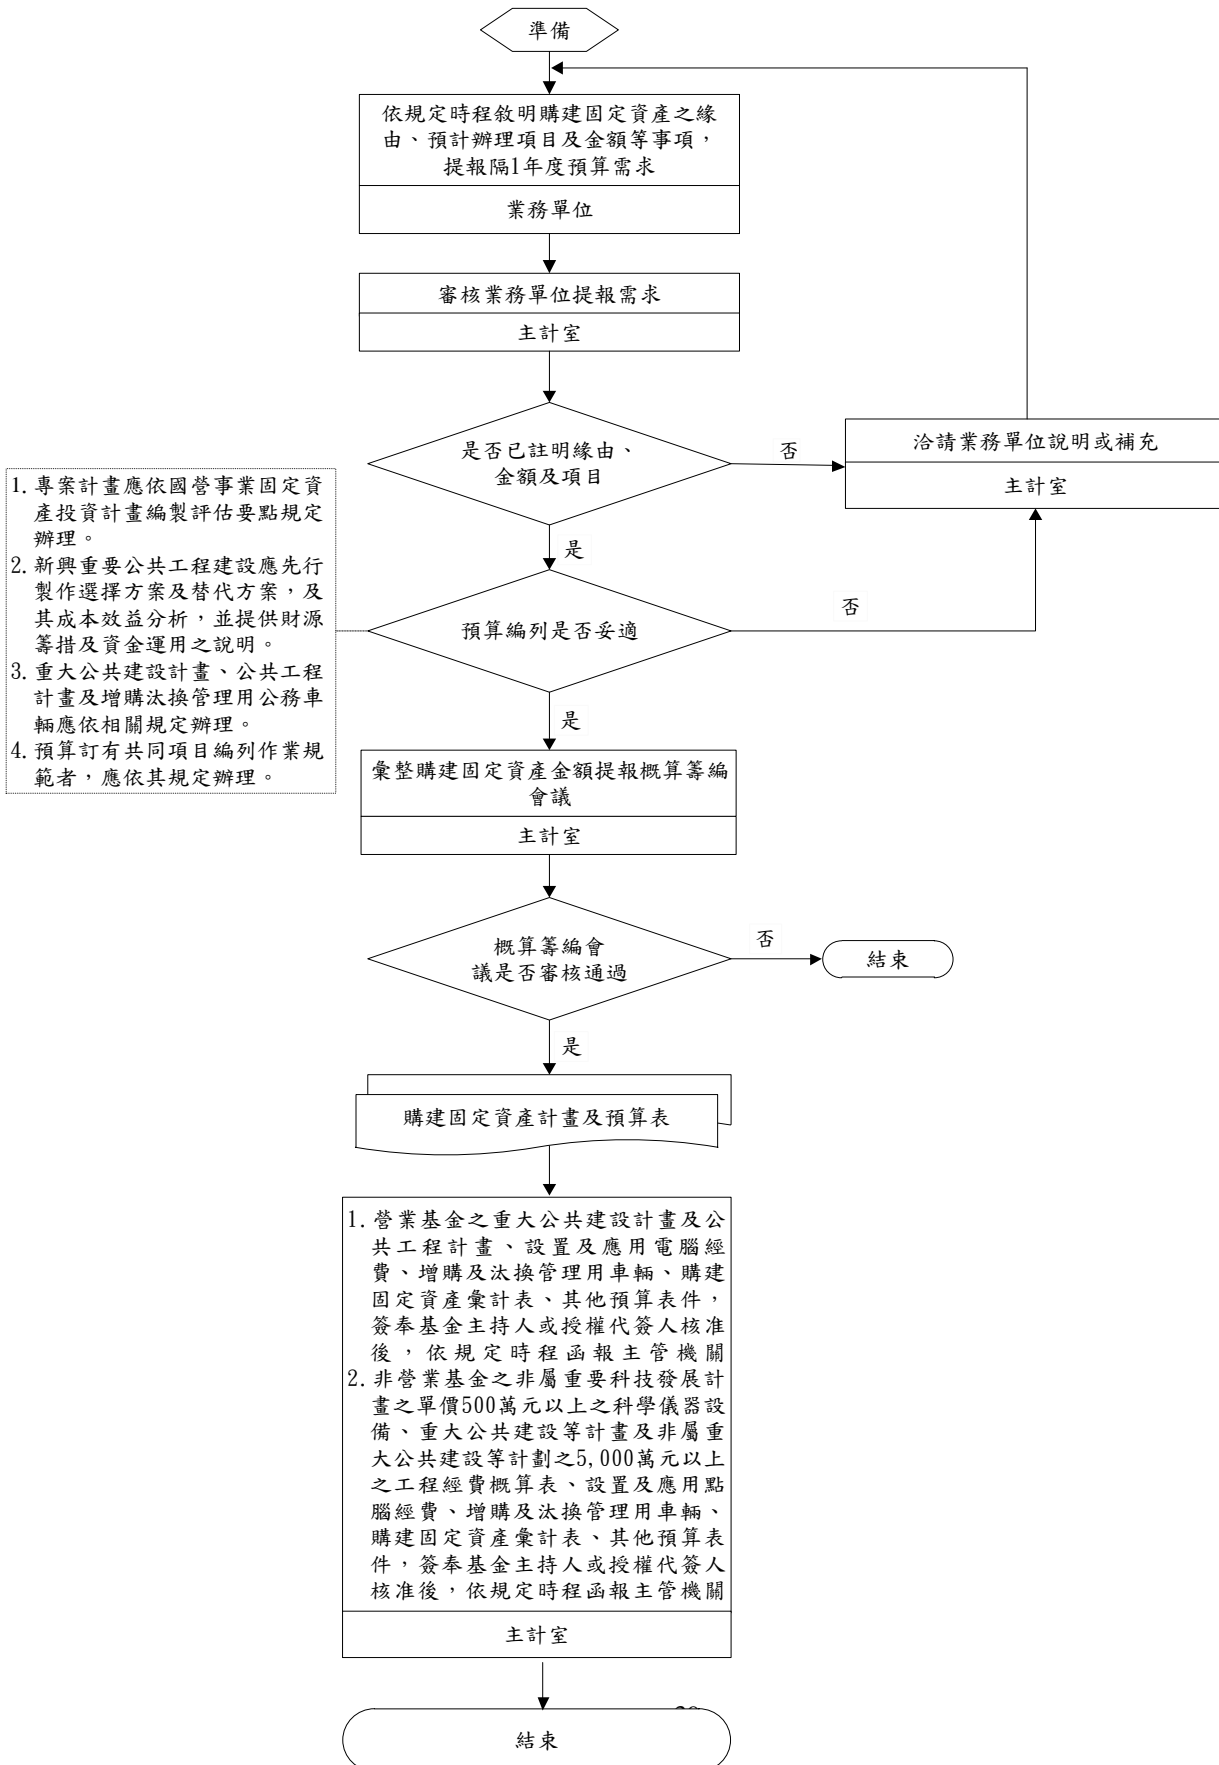 準備
依規定時程敘明購建固定資產之緣
由、預計辦理項目及金額等事項，
提報隔1年度預算需求
業務單位
審核業務單位提報需求
主計室
是否已註明緣由、
金額及項目
否
洽請業務單位說明或補充
主計室
是
1. 專案計畫應依國營事業固定資
產投資計畫編製評估要點規定
辦理。
2. 新興重要公共工程建設應先行
製作選擇方案及替代方案，及
其成本效益分析，並提供財源
籌措及資金運用之說明。
3. 重大公共建設計畫、公共工程
計畫及增購汰換管理用公務車
輛應依相關規定辦理。
4. 預算訂有共同項目編列作業規
範者，應依其規定辦理。
預算編列是否妥適
否
是
彙整購建固定資產金額提報概算籌編
會議
主計室
概算籌編會
議是否審核通過
否
結束
是
購建固定資產計畫及預算表
1. 營業基金之重大公共建設計畫及公
共工程計畫、設置及應用電腦經
費、增購及汰換管理用車輛、購建
固定資產彙計表、其他預算表件，
簽奉基金主持人或授權代簽人核准
後，依規定時程函報主管機關
2. 非營業基金之非屬重要科技發展計
畫之單價500萬元以上之科學儀器設
備、重大公共建設等計畫及非屬重
大公共建設等計劃之5,000萬元以上
之工程經費概算表、設置及應用點
腦經費、增購及汰換管理用車輛、
購建固定資產彙計表、其他預算表
件，簽奉基金主持人或授權代簽人
核准後，依規定時程函報主管機關
主計室
結束